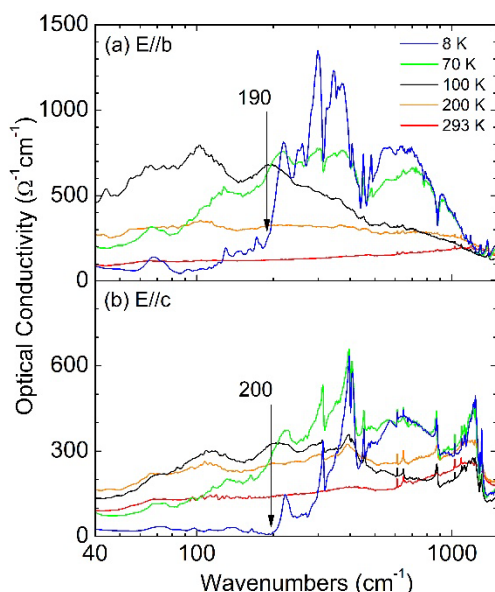 (a) E//b
8 K
70 K
100 K
200 K
293 K
190
1500
1000
500
0
(b) E//c
200
600
300
0
40
100
1000
Optical Conductivity (Ω⁻¹cm⁻¹)
Wavenumbers (cm⁻¹)